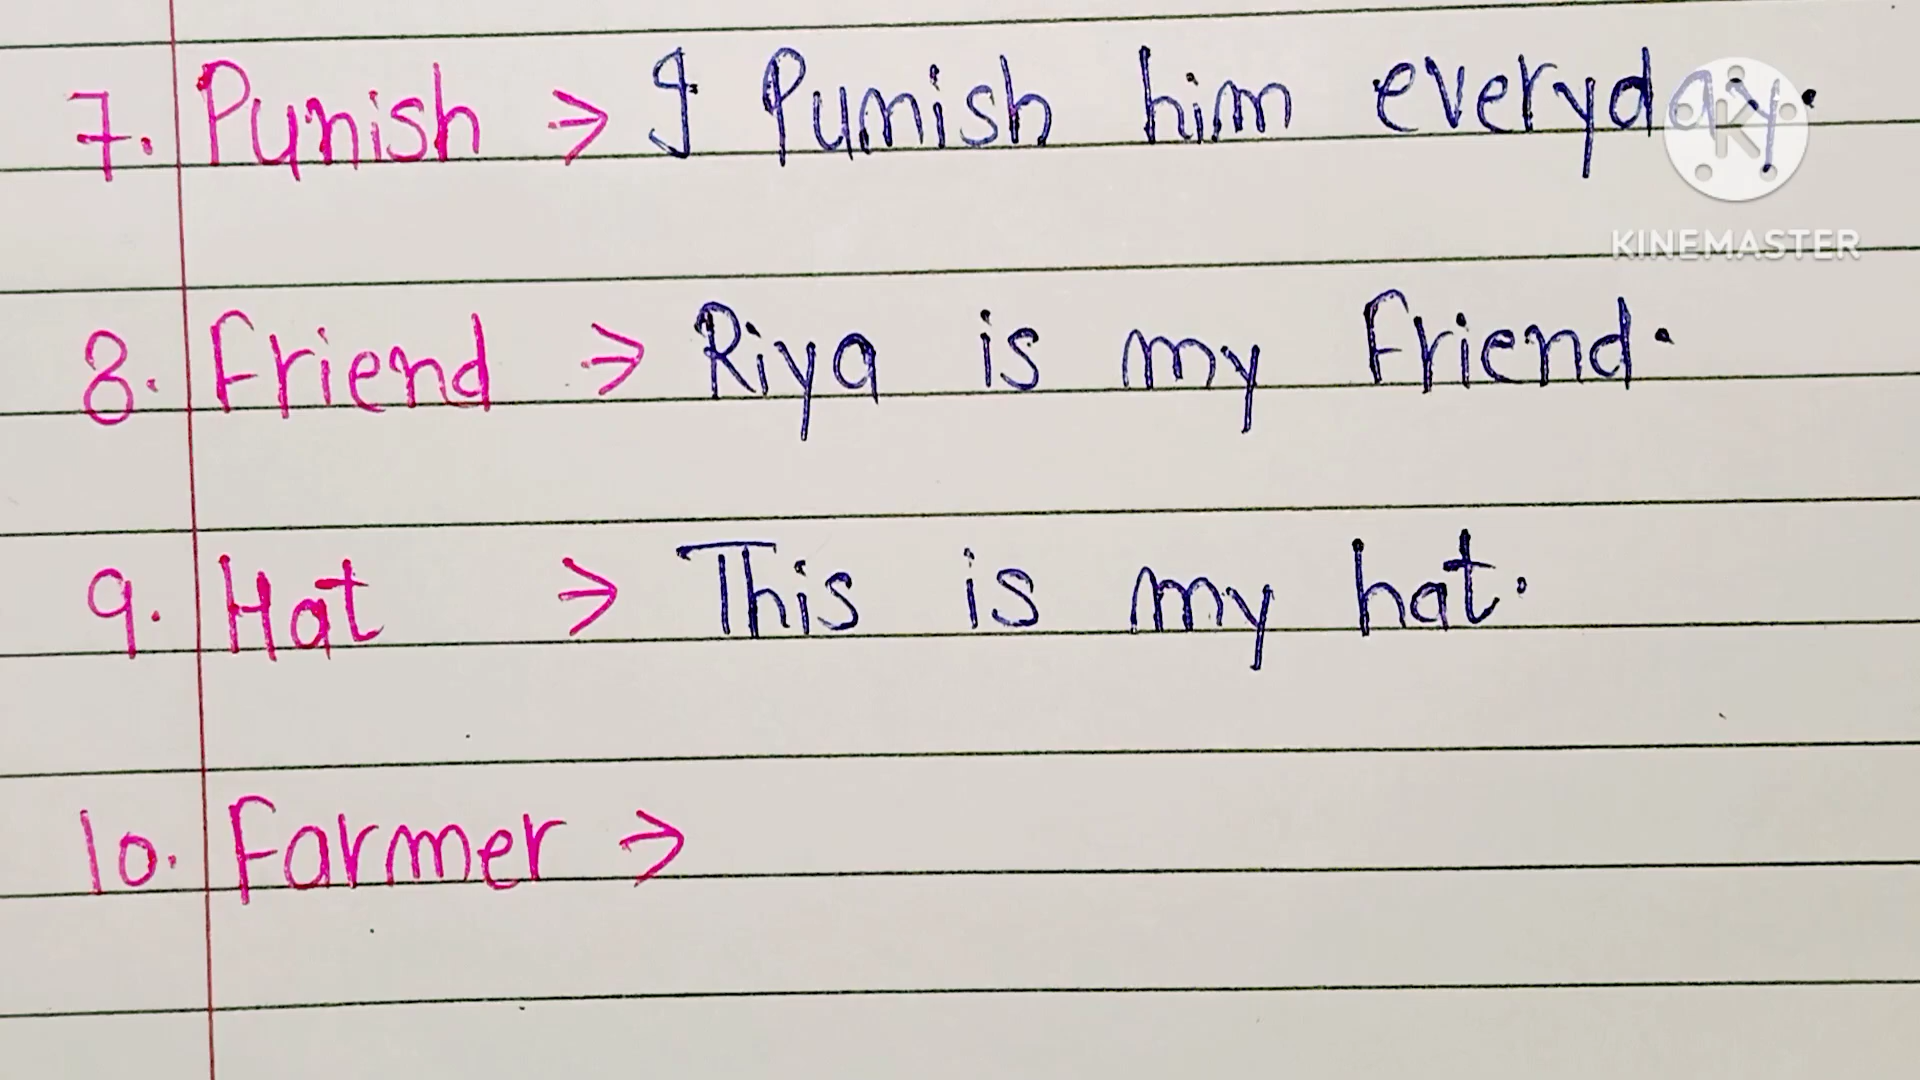 7. Punish → I Punish him everyday.
KINEMASTER
8. Friend → Riya is my Friend.
9. Hat → This is my hat.
10. Farmer →